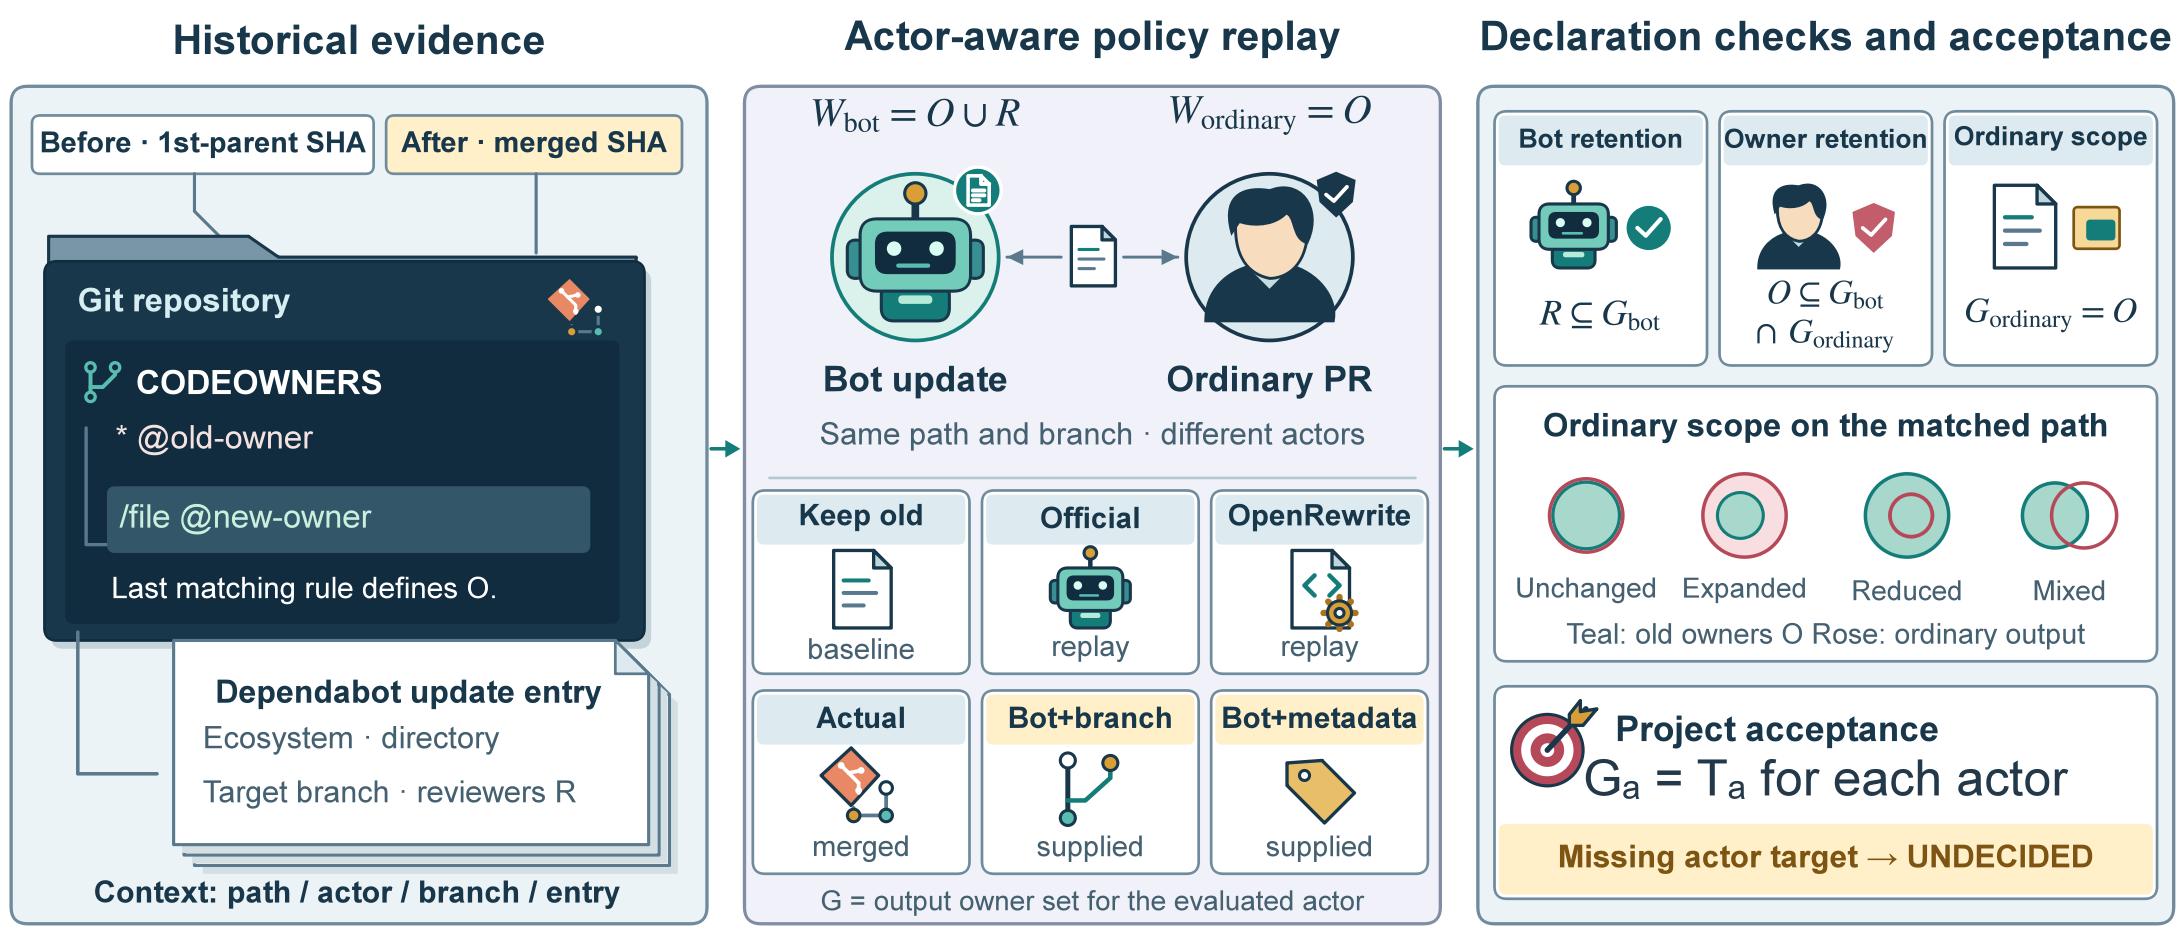 Historical evidence
Before · 1st-parent SHA
After · merged SHA
Git repository
CODEOWNERS
* @old-owner
/file @new-owner
Last matching rule defines O.
Dependabot update entry
Ecosystem · directory
Target branch · reviewers R
Context: path / actor / branch / entry
Actor-aware policy replay
W_bot = O ∪ R
W_ordinary = O
Bot update
Ordinary PR
Same path and branch · different actors
Keep old
baseline
Official
replay
OpenRewrite
replay
Actual
merged
Bot+branch
supplied
Bot+metadata
supplied
G = output owner set for the evaluated actor
Declaration checks and acceptance
Bot retention
R ⊆ G_bot
Owner retention
O ⊆ G_bot
∩ G_ordinary
Ordinary scope
G_ordinary = O
Ordinary scope on the matched path
Unchanged
Expanded
Reduced
Mixed
Teal: old owners O Rose: ordinary output
Project acceptance
G_a = T_a for each actor
Missing actor target → UNDECIDED